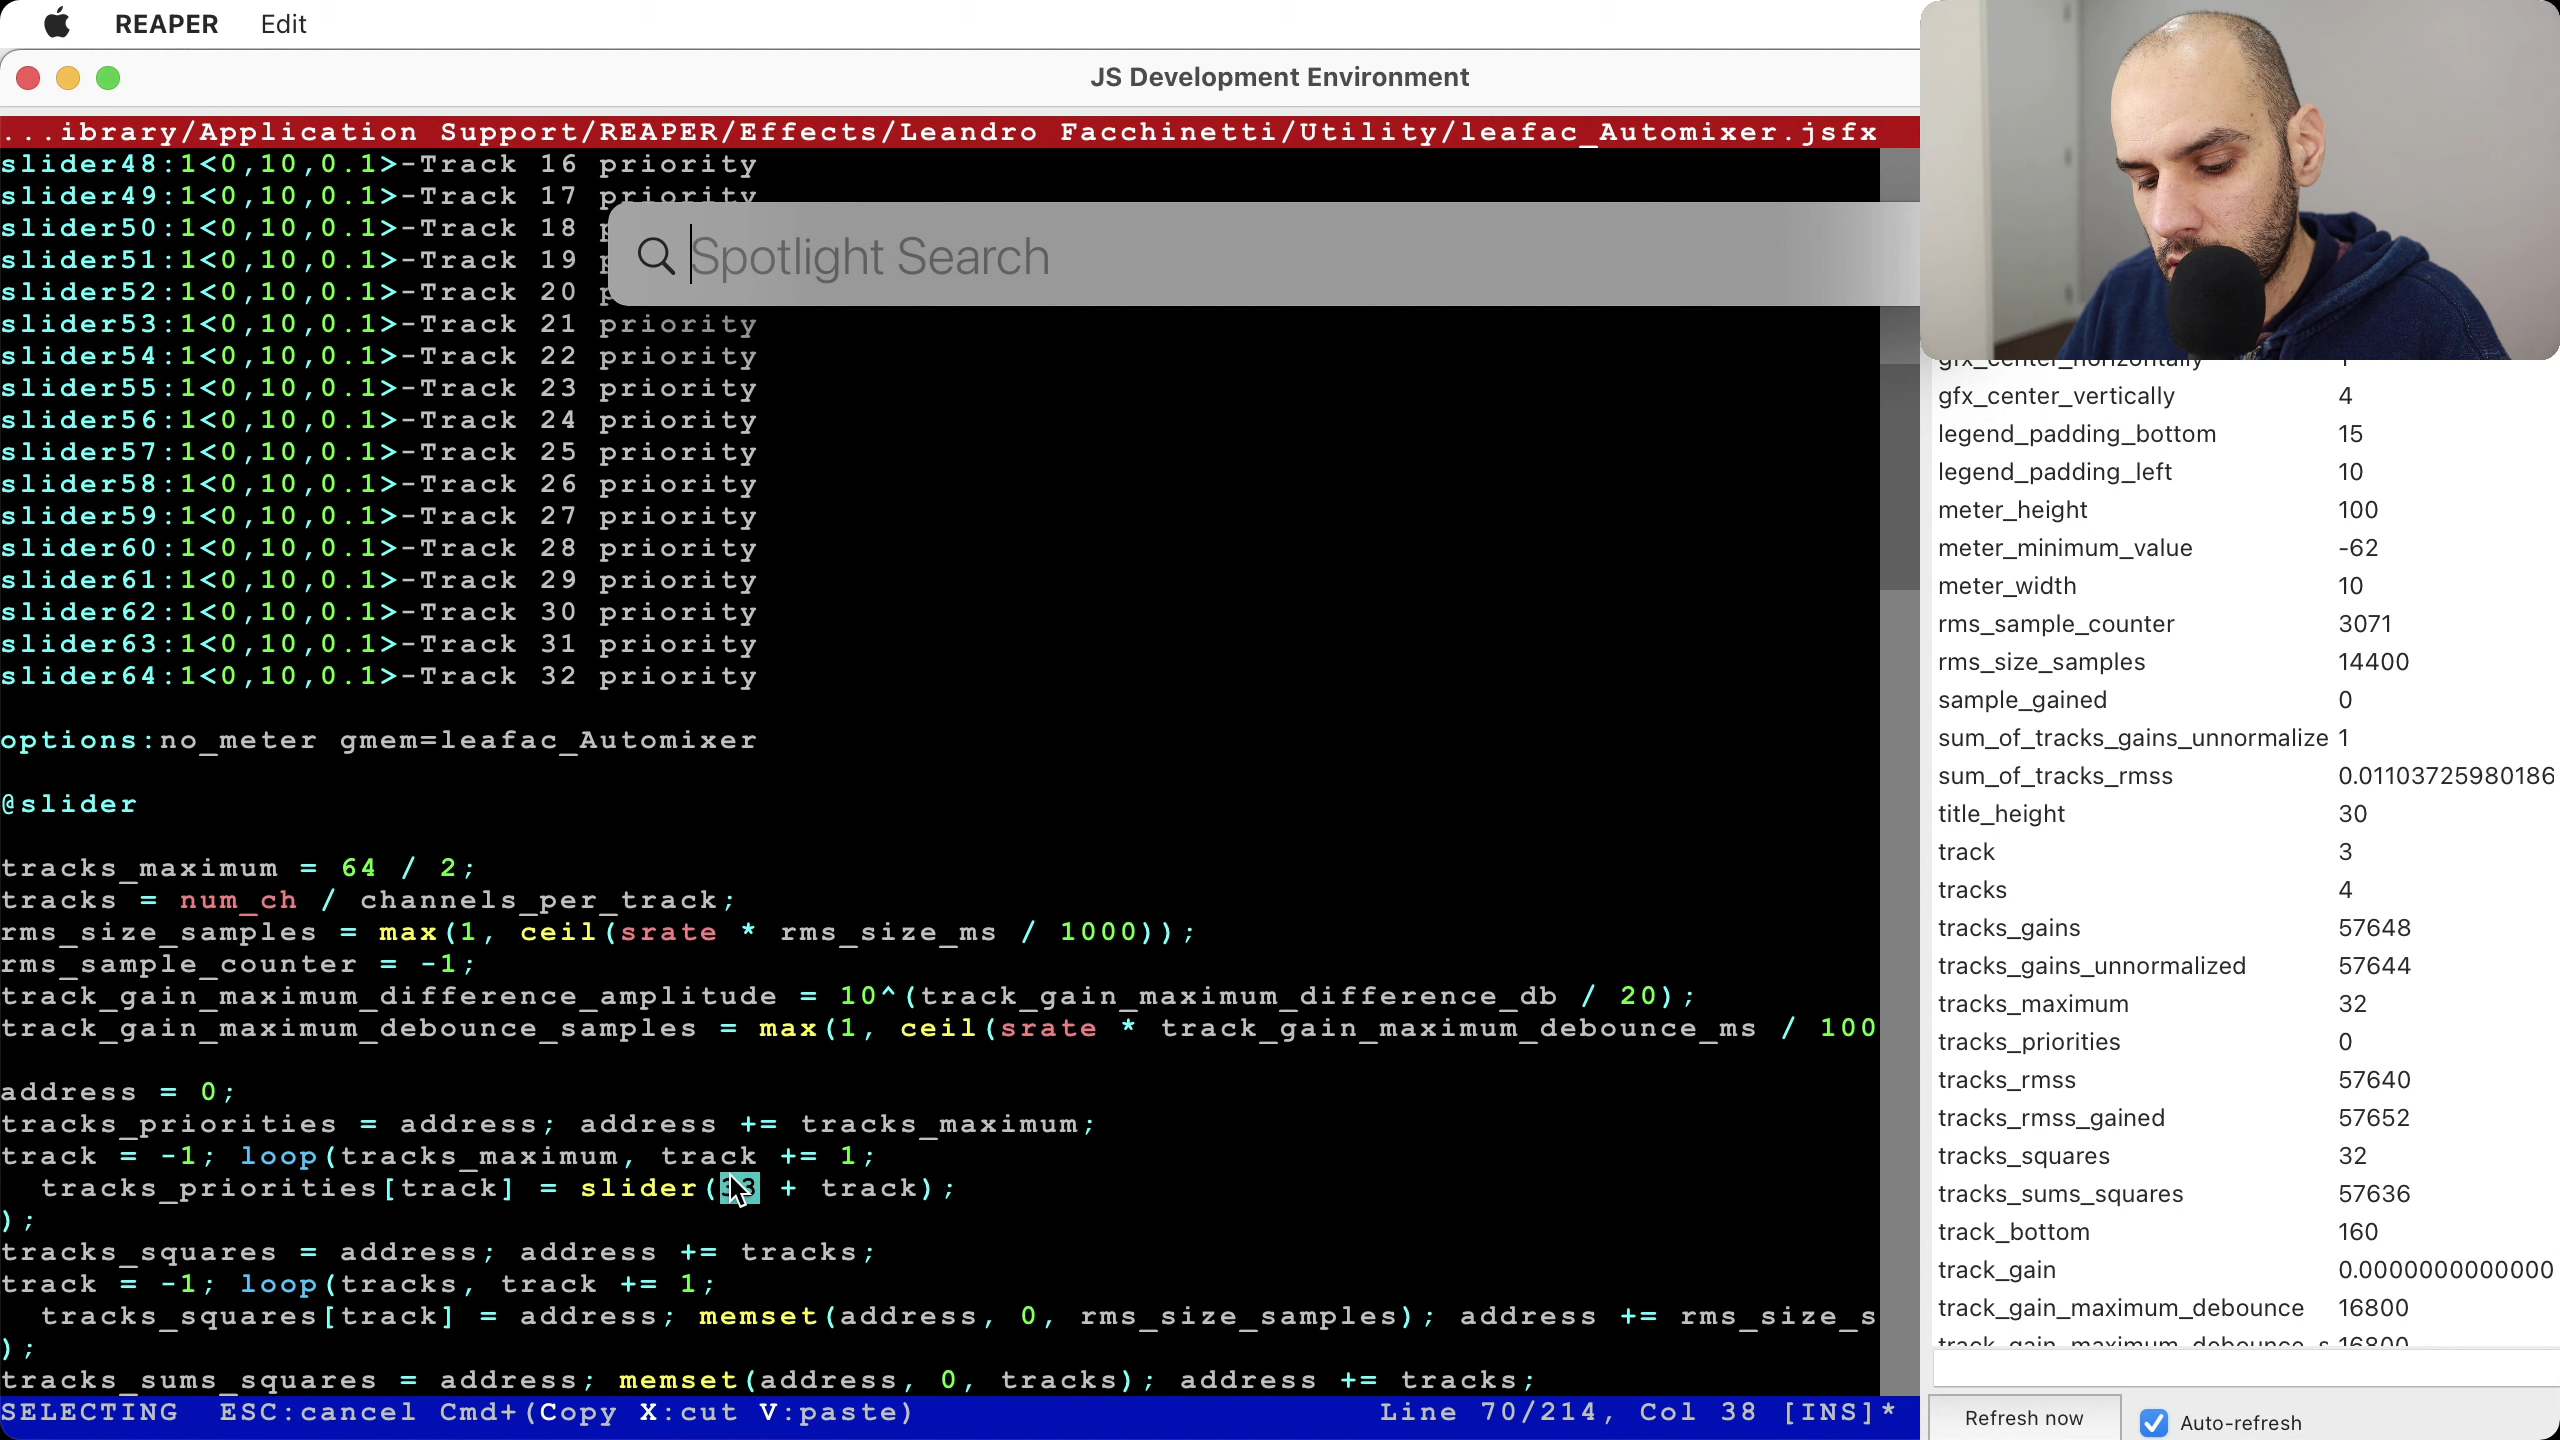 REAPER Edit
JS Development Environment
...ibrary/Application Support/REAPER/Effects/Leandro Facchinetti/Utility/leafac_Automixer.jsfx
slider48:1<0,10,0.1>-Track 16 priority
slider49:1<0,10,0.1>-Track 17 priority
slider50:1<0,10,0.1>-Track 18
slider51:1<0,10,0.1>-Track 19
slider52:1<0,10,0.1>-Track 20
Spotlight Search
slider53:1<0,10,0.1>-Track 21 priority
slider54:1<0,10,0.1>-Track 22 priority
slider55:1<0,10,0.1>-Track 23 priority
slider56:1<0,10,0.1>-Track 24 priority
slider57:1<0,10,0.1>-Track 25 priority
slider58:1<0,10,0.1>-Track 26 priority
slider59:1<0,10,0.1>-Track 27 priority
slider60:1<0,10,0.1>-Track 28 priority
slider61:1<0,10,0.1>-Track 29 priority
slider62:1<0,10,0.1>-Track 30 priority
slider63:1<0,10,0.1>-Track 31 priority
slider64:1<0,10,0.1>-Track 32 priority
options:no_meter gmem=leafac_Automixer
@slider
tracks_maximum = 64 / 2;
tracks = num_ch / channels_per_track;
rms_size_samples = max(1, ceil(srate * rms_size_ms / 1000));
rms_sample_counter = -1;
track_gain_maximum_difference_amplitude = 10^(track_gain_maximum_difference_db / 20);
track_gain_maximum_debounce_samples = max(1, ceil(srate * track_gain_maximum_debounce_ms / 100
address = 0;
tracks_priorities = address; address += tracks_maximum;
track = -1; loop(tracks_maximum, track += 1;
tracks_priorities[track] = slider(33 + track);
);
tracks_squares = address; address += tracks;
track = -1; loop(tracks, track += 1;
tracks_squares[track] = address; memset(address, 0, rms_size_samples); address += rms_size_s
);
tracks_sums_squares = address; memset(address, 0, tracks); address += tracks;
SELECTING ESC:cancel Cmd+(Copy X:cut V:paste)
Line 70/214, Col 38 [INS]*
gfx_center_horizontally
gfx_center_vertically 4
legend_padding_bottom 15
legend_padding_left 10
meter_height 100
meter_minimum_value -62
meter_width 10
rms_sample_counter 3071
rms_size_samples 14400
sample_gained 0
sum_of_tracks_gains_unnormalize 1
sum_of_tracks_rmss 0.01103725980186
title_height 30
track 3
tracks 4
tracks_gains 57648
tracks_gains_unnormalized 57644
tracks_maximum 32
tracks_priorities 0
tracks_rmss 57640
tracks_rmss_gained 57652
tracks_squares 32
tracks_sums_squares 57636
track_bottom 160
track_gain 0.0000000000000
track_gain_maximum_debounce 16800
track_gain_maximum_debounce_s 16800
Refresh now
Auto-refresh